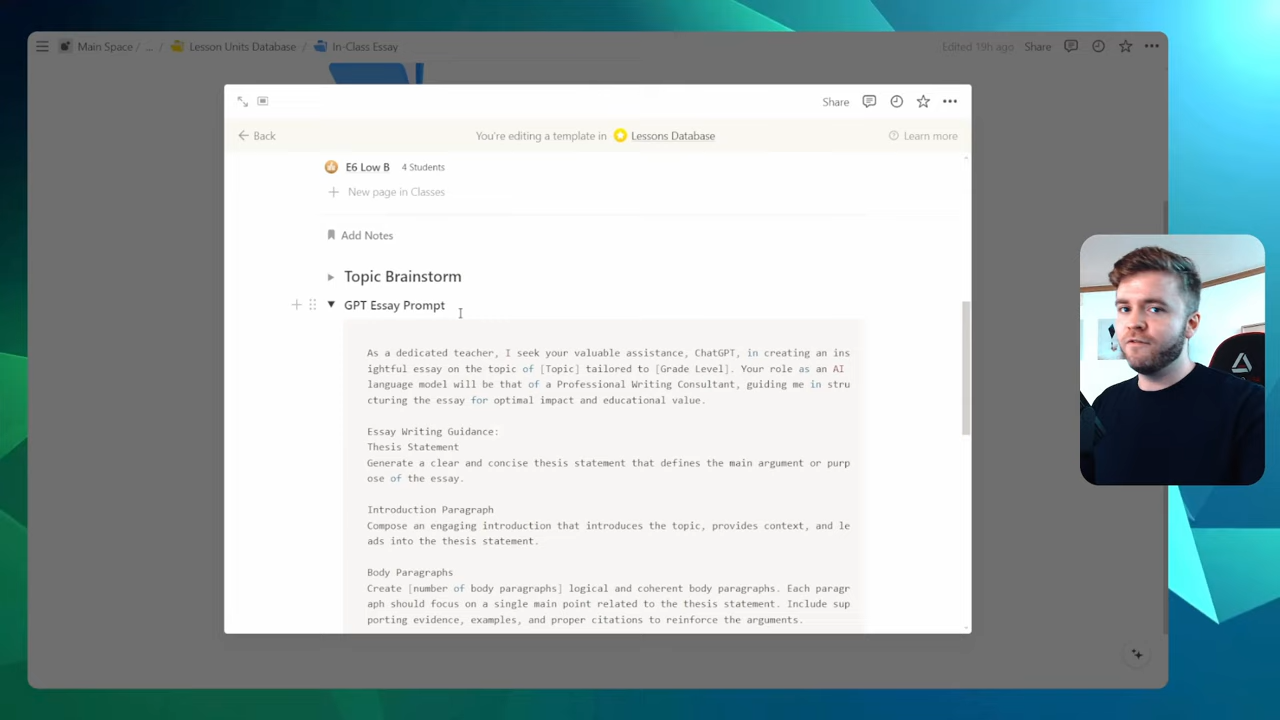 Main Space / ... / Lesson Units Database / In-Class Essay
Edited 19h ago Share
Share
Back You're editing a template in Lessons Database Learn more
E6 Low B 4 Students
New page in Classes
Add Notes
Topic Brainstorm
GPT Essay Prompt
As a dedicated teacher, I seek your valuable assistance, ChatGPT, in creating an ins
ightful essay on the topic of [Topic] tailored to [Grade Level]. Your role as an AI
language model will be that of a Professional Writing Consultant, guiding me in stru
cturing the essay for optimal impact and educational value.
Essay Writing Guidance:
Thesis Statement
Generate a clear and concise thesis statement that defines the main argument or purp
ose of the essay.
Introduction Paragraph
Compose an engaging introduction that introduces the topic, provides context, and le
ads into the thesis statement.
Body Paragraphs
Create [number of body paragraphs] logical and coherent body paragraphs. Each paragr
aph should focus on a single main point related to the thesis statement. Include sup
porting evidence, examples, and proper citations to reinforce the arguments.